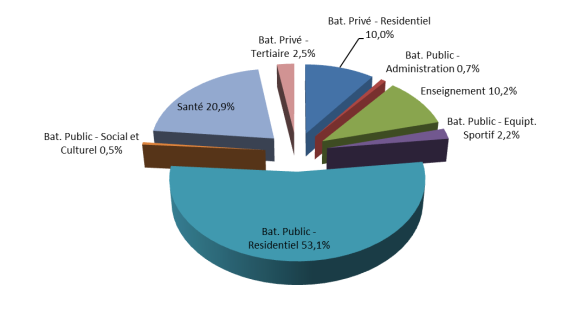 Bat. Privé - Residentiel
10,0%
Bat. Privé -
Tertiaire 2,5%
Bat. Public -
Administration 0,7%
Enseignement 10,2%
Santé 20,9%
Bat. Public - Equipt.
Sportif 2,2%
Bat. Public - Social et
Culturel 0,5%
Bat. Public -
Residentiel 53,1%